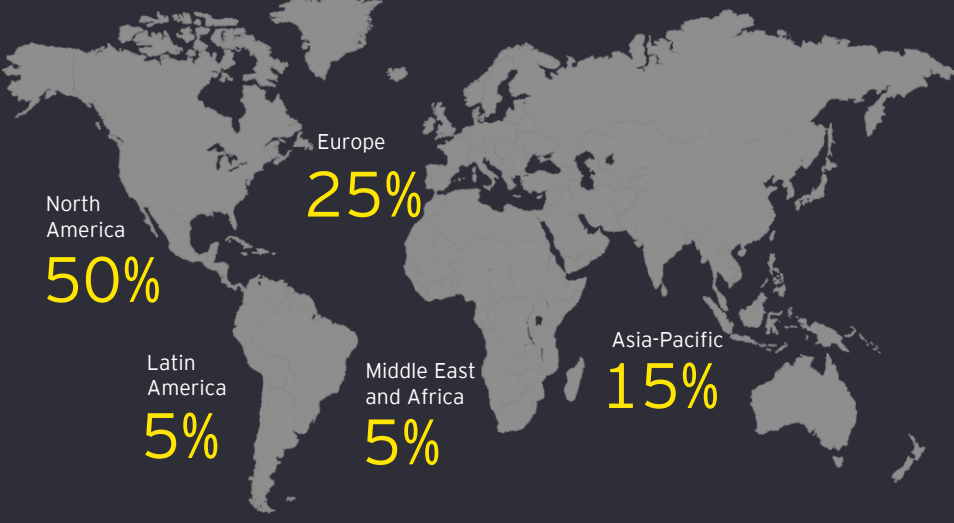 Europe
25%
North
America
50%
Latin
America
5%
Middle East
and Africa
5%
Asia-Pacific
15%